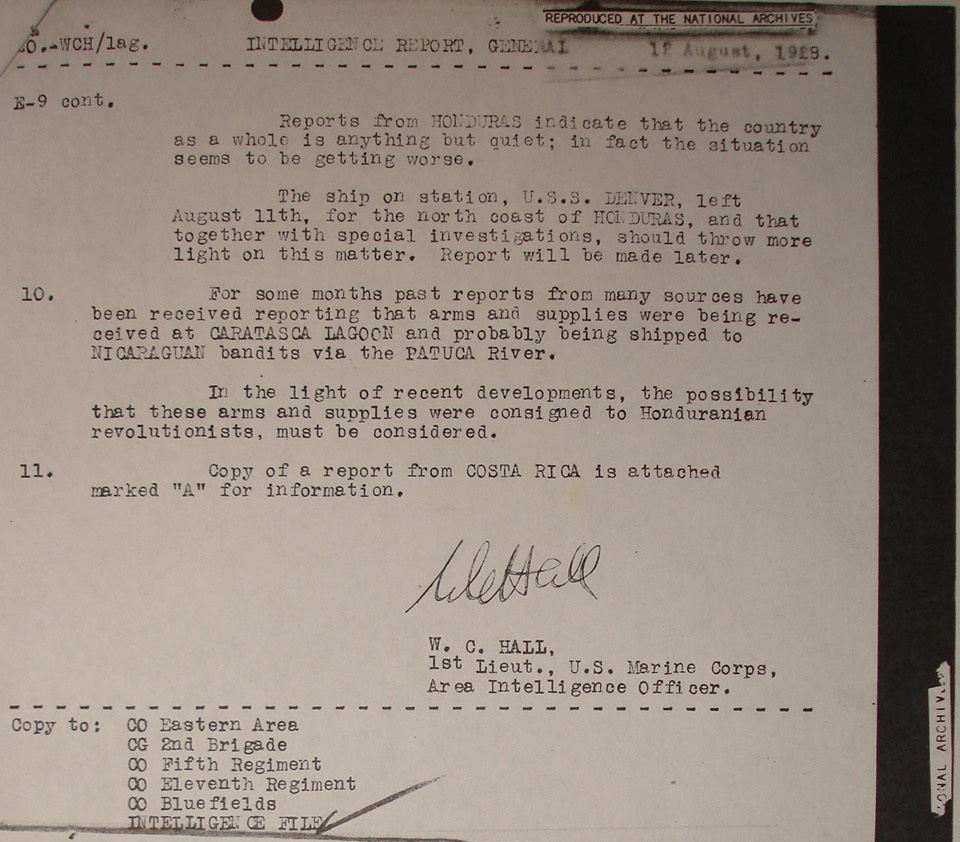 REPRODUCED AT THE NATIONAL ARCHIVES
O.-WCH/lag. INTELLIGENCE REPORT, GENERAL 12 August, 1928.
E-9 cont.
Reports from HONDURAS indicate that the country
as a whole is anything but quiet; in fact the situation
seems to be getting worse.
The ship on station, U.S.S. DENVER, left
August 11th, for the north coast of HONDURAS, and that
together with special investigations, should throw more
light on this matter. Report will be made later.
10. For some months past reports from many sources have
been received reporting that arms and supplies were being re-
ceived at CARATASCA LAGOON and probably being shipped to
NICARAGUAN bandits via the PATUCA River.
In the light of recent developments, the possibility
that these arms and supplies were consigned to Honduranian
revolutionists, must be considered.
11. Copy of a report from COSTA RICA is attached
marked "A" for information.
WCHall
W. C. HALL,
1st Lieut., U.S. Marine Corps,
Area Intelligence Officer.
Copy to: CO Eastern Area
CG 2nd Brigade
CO Fifth Regiment
CO Eleventh Regiment
CO Bluefields
INTELLIGENCE FILE
ONAL ARCHIV